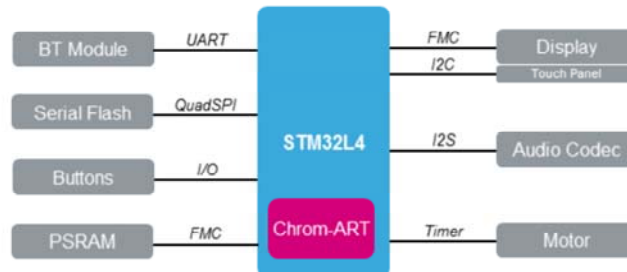 BT Module
UART
Serial Flash
QuadSPI
Buttons
I/O
PSRAM
FMC
STM32L4
Chrom-ART
FMC
Display
I2C
Touch Panel
I2S
Audio Codec
Timer
Motor